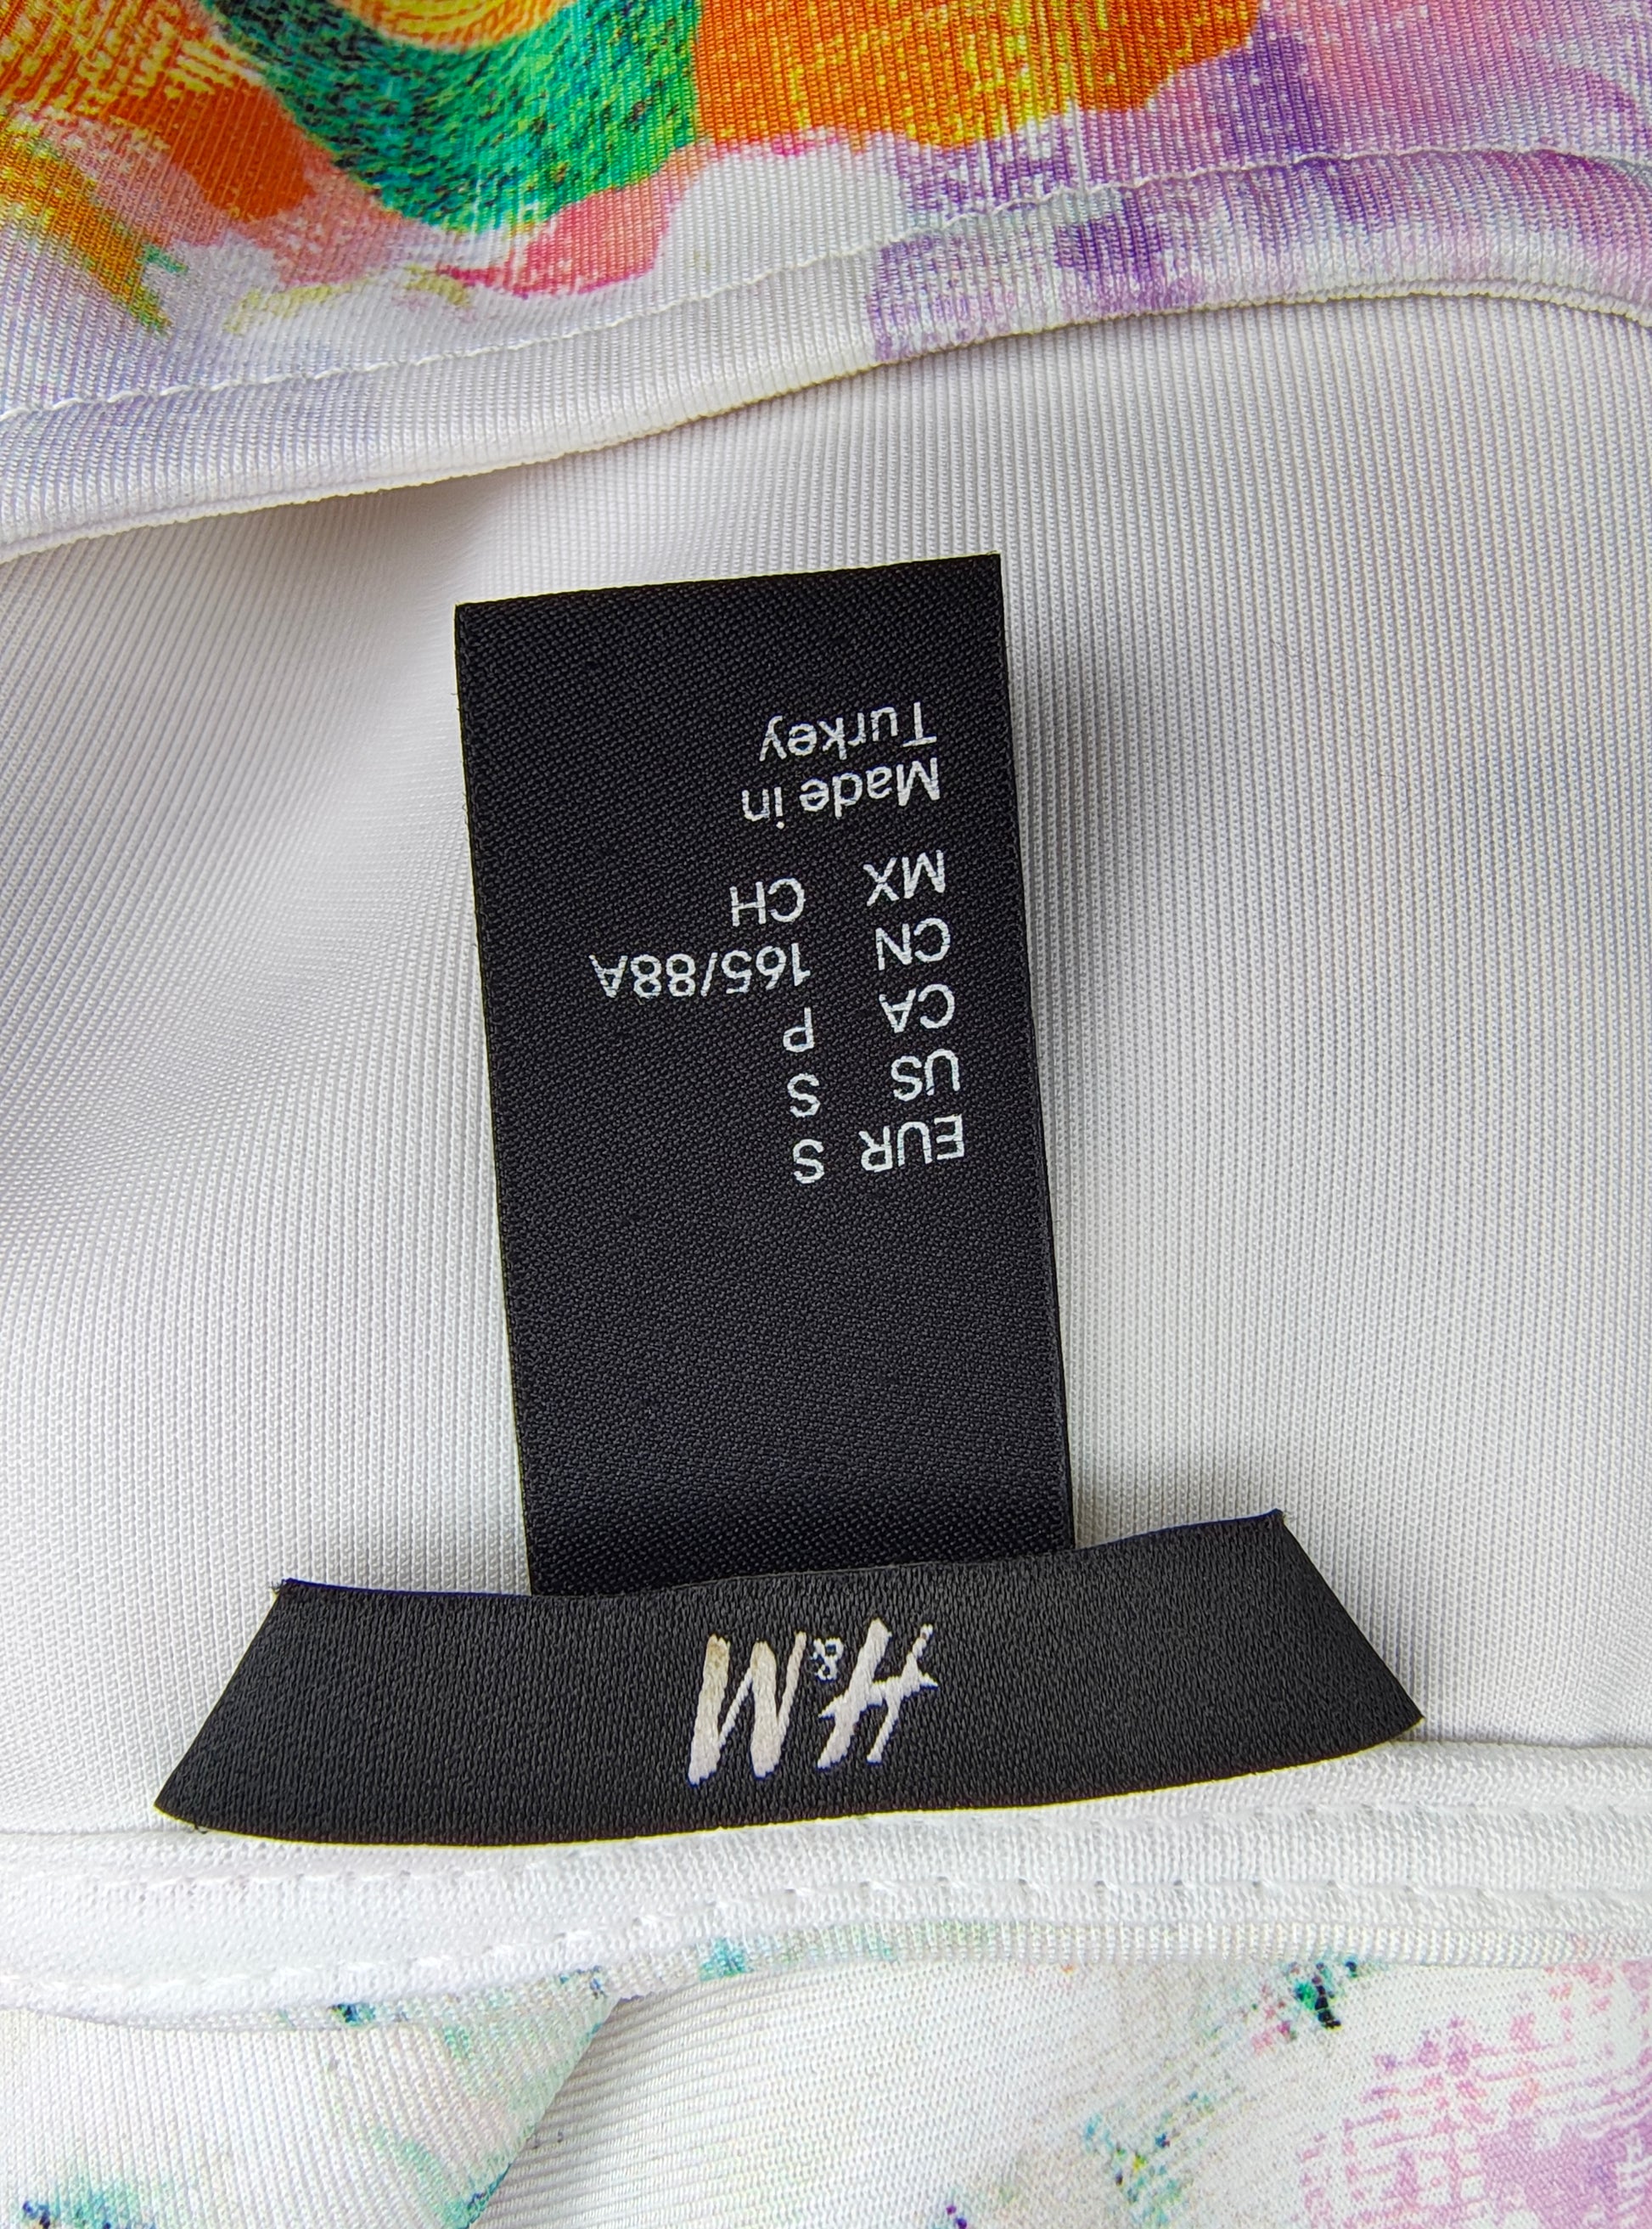 H&M
EUR S
US S
CA P
CN 165/88A
MX CH
Made in
Turkey